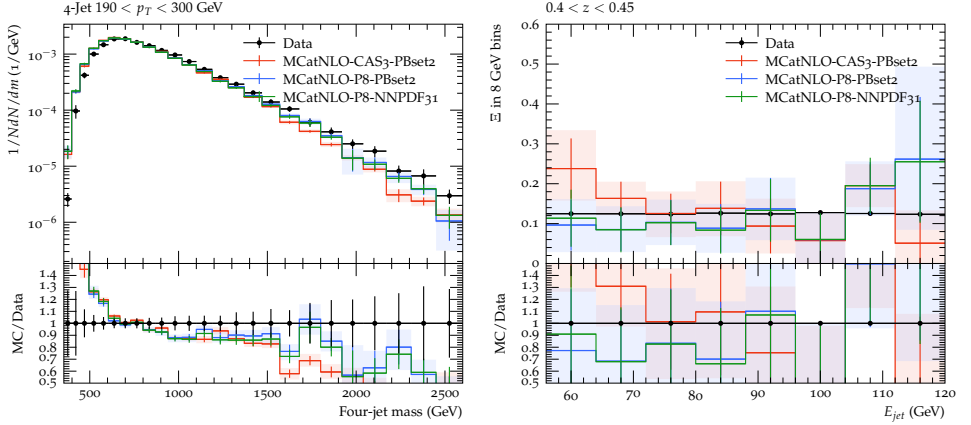 4-Jet 190 < p_T < 300 GeV
1/NdN/dm (1/GeV)
10^−3
10^−4
10^−5
10^−6
Data
MCatNLO-CAS3-PBset2
MCatNLO-P8-PBset2
MCatNLO-P8-NNPDF31
MC/Data
1.4
1.3
1.2
1.1
1
0.9
0.8
0.7
0.6
0.5
500 1000 1500 2000 2500
Four-jet mass (GeV)
0.4 < z < 0.45
Ξ in 8 GeV bins
0.6
0.5
0.4
0.3
0.2
0.1
0
Data
MCatNLO-CAS3-PBset2
MCatNLO-P8-PBset2
MCatNLO-P8-NNPDF31
MC/Data
1.4
1.3
1.2
1.1
1
0.9
0.8
0.7
0.6
0.5
60 70 80 90 100 110 120
E_jet (GeV)